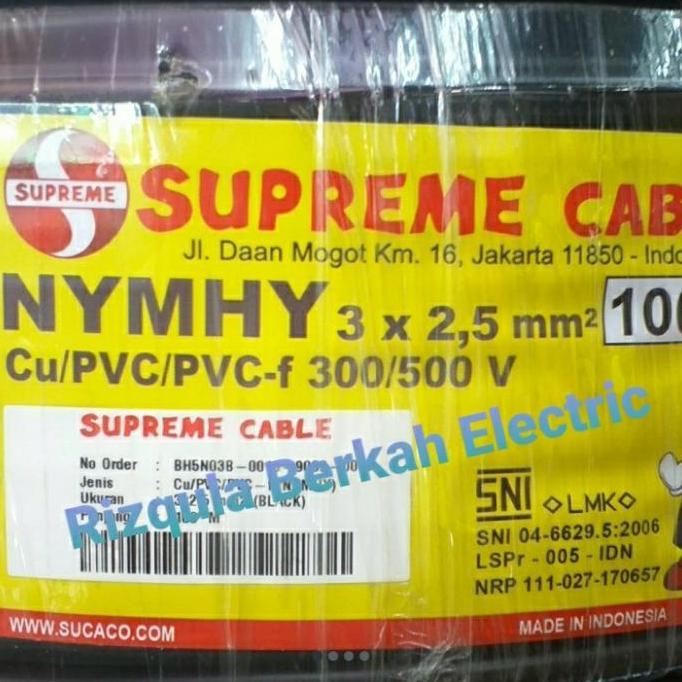 SUPREME
SUPREME CAB
Jl. Daan Mogot Km. 16, Jakarta 11850 - Indo
NYMHY 3 x 2,5 mm² 100
Cu/PVC/PVC-f 300/500 V
SUPREME CABLE
No Order :
Jenis :
Ukuran : (BLACK)
M
Rizqula Berkah Electric
SNI LMK
SNI 04-6629.5:2006
LSPr - 005 - IDN
NRP 111-027-170657
WWW.SUCACO.COM
MADE IN INDONESIA